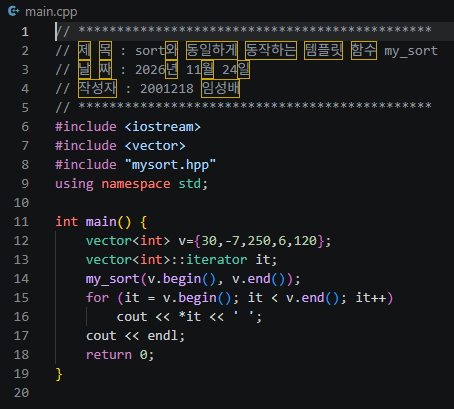 main.cpp
1 // **********************************************
2 // 제 목 : sort와 동일하게 동작하는 템플릿 함수 my_sort
3 // 날 짜 : 2026년 11월 24일
4 // 작성자 : 2001218 임성배
5 // **********************************************
6 #include <iostream>
7 #include <vector>
8 #include "mysort.hpp"
9 using namespace std;
10
11 int main() {
12     vector<int> v={30,-7,250,6,120};
13     vector<int>::iterator it;
14     my_sort(v.begin(), v.end());
15     for (it = v.begin(); it < v.end(); it++)
16         cout << *it << ' ';
17     cout << endl;
18     return 0;
19 }
20